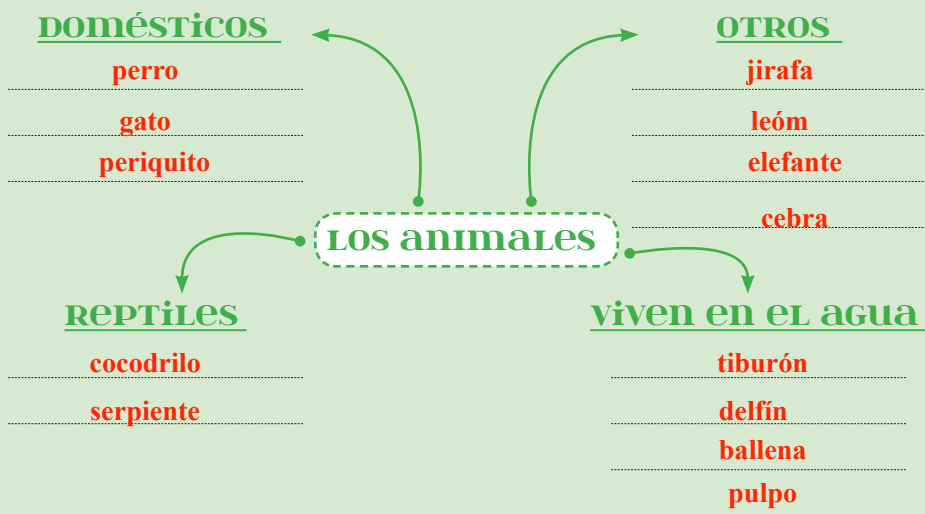 Domésticos
perro
gato
periquito
Otros
jirafa
leóm
elefante
cebra
Los animales
Reptiles
cocodrilo
serpiente
Viven en el agua
tiburón
delfín
ballena
pulpo